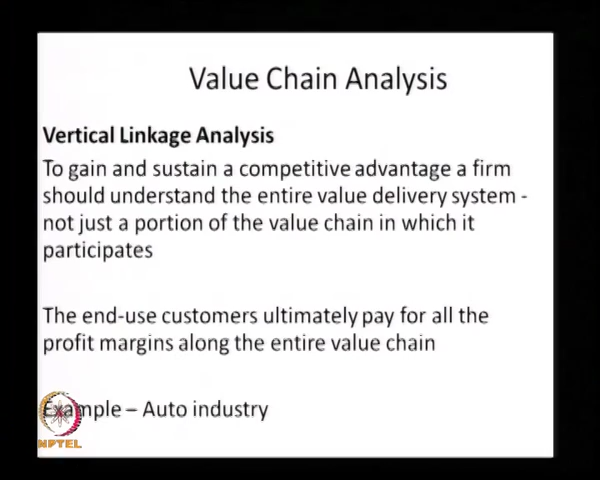 Value Chain Analysis
Vertical Linkage Analysis
To gain and sustain a competitive advantage a firm
should understand the entire value delivery system -
not just a portion of the value chain in which it
participates
The end-use customers ultimately pay for all the
profit margins along the entire value chain
Example – Auto industry
NPTEL